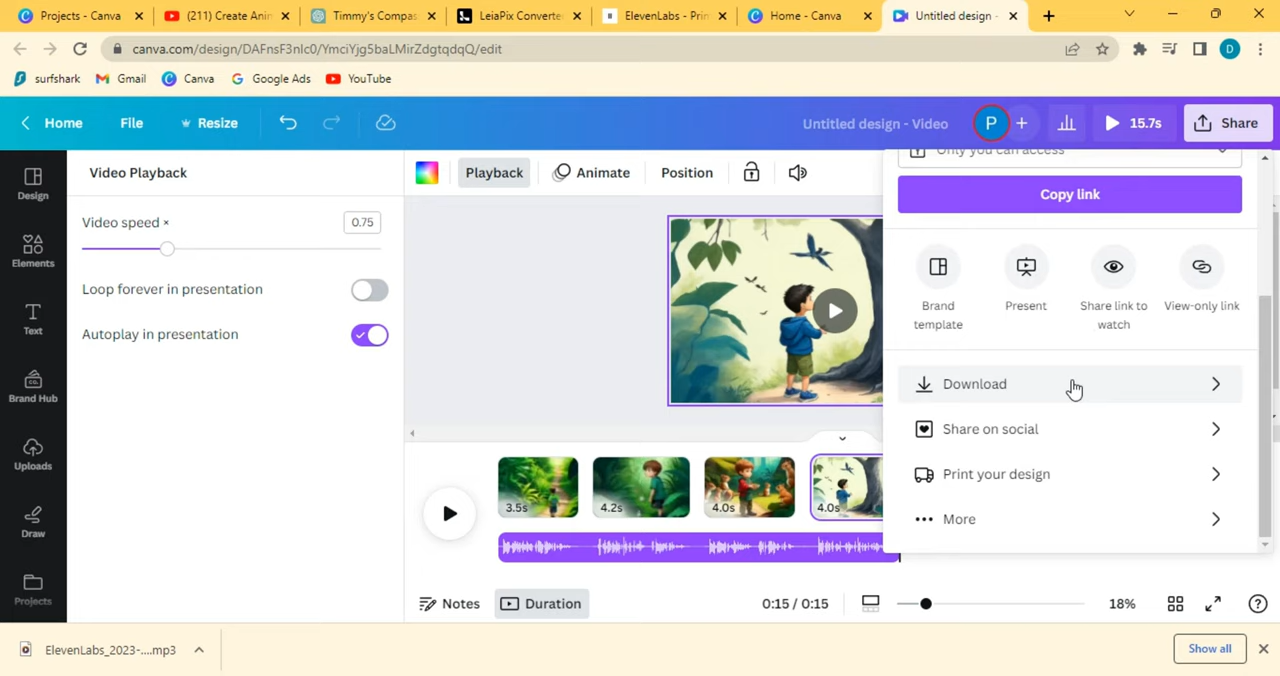 Projects - Canva
(211) Create Anin
Timmy's Compas
LeiaPix Converte
ElevenLabs - Prin
Home - Canva
Untitled design -
canva.com/design/DAFnsF3nIc0/YmciYjg5baLMirZdgtqdqQ/edit
D
surfshark
Gmail
Canva
Google Ads
YouTube
Home
File
Resize
Untitled design - Video
P
15.7s
Share
Design
Elements
Text
Brand Hub
Uploads
Draw
Projects
Video Playback
Video speed ×
0.75
Loop forever in presentation
Autoplay in presentation
Playback
Animate
Position
Only you can access
Copy link
Brand
template
Present
Share link to
watch
View-only link
Download
Share on social
Print your design
More
3.5s
4.2s
4.0s
4.0s
Notes
Duration
0:15 / 0:15
18%
ElevenLabs_2023-....mp3
Show all